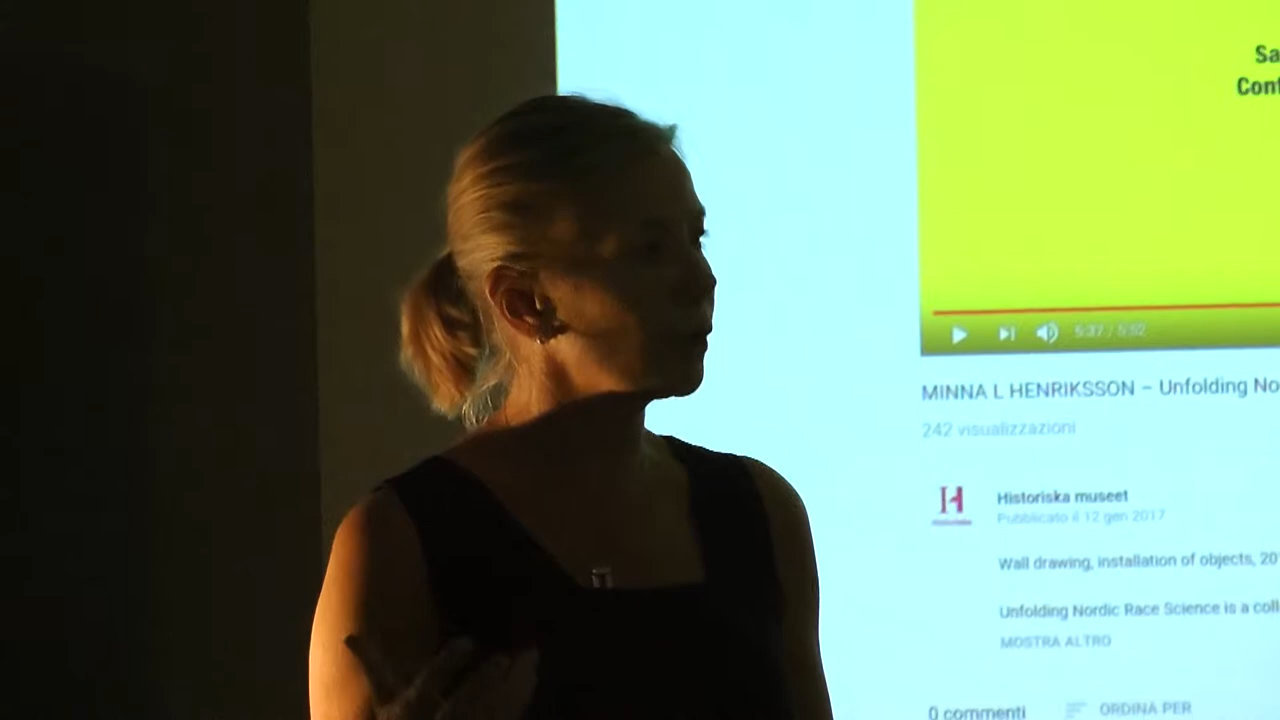 Sa
Conf
5:37 / 5:52
MINNA L HENRIKSSON – Unfolding No
242 visualizzazioni
H
Historiska museet
Pubblicato il 12 gen 2017
Wall drawing, installation of objects, 20
Unfolding Nordic Race Science is a coll
MOSTRA ALTRO
0 commenti
ORDINA PER